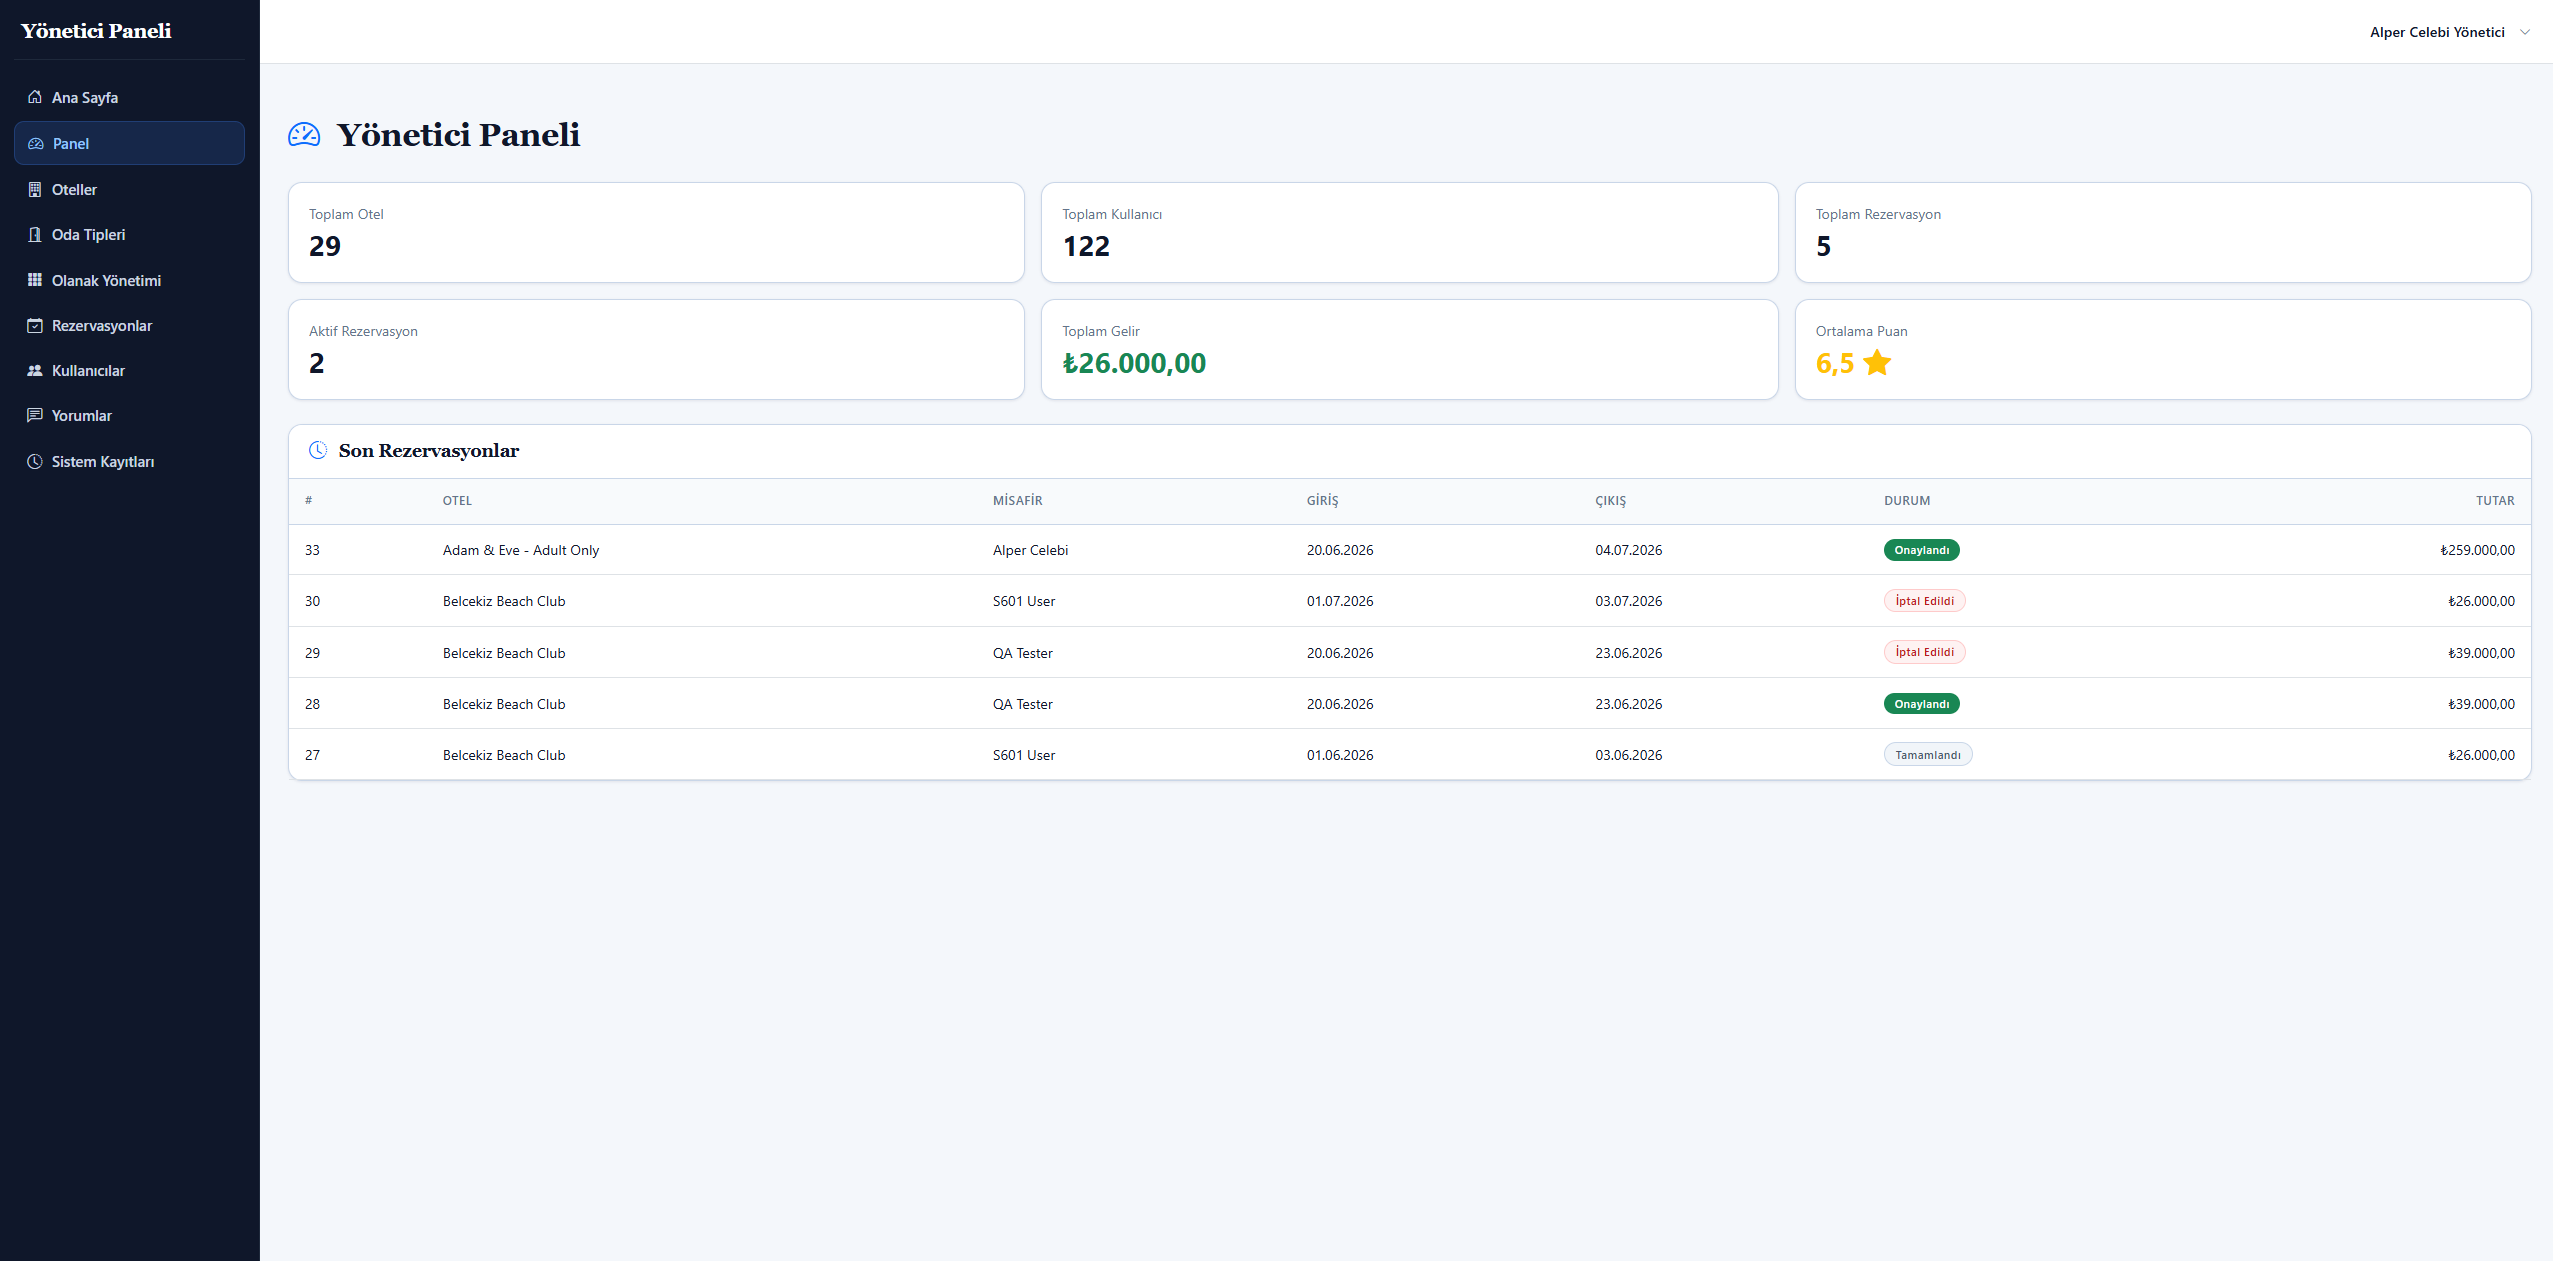 Yönetici Paneli
Alper Celebi Yönetici
Ana Sayfa
Panel
Oteller
Oda Tipleri
Olanak Yönetimi
Rezervasyonlar
Kullanıcılar
Yorumlar
Sistem Kayıtları
Yönetici Paneli
Toplam Otel
29
Toplam Kullanıcı
122
Toplam Rezervasyon
5
Aktif Rezervasyon
2
Toplam Gelir
₺26.000,00
Ortalama Puan
6,5
Son Rezervasyonlar
# OTEL MİSAFİR GİRİŞ ÇIKIŞ DURUM TUTAR
33 Adam & Eve - Adult Only Alper Celebi 20.06.2026 04.07.2026 Onaylandı ₺259.000,00
30 Belcekiz Beach Club S601 User 01.07.2026 03.07.2026 İptal Edildi ₺26.000,00
29 Belcekiz Beach Club QA Tester 20.06.2026 23.06.2026 İptal Edildi ₺39.000,00
28 Belcekiz Beach Club QA Tester 20.06.2026 23.06.2026 Onaylandı ₺39.000,00
27 Belcekiz Beach Club S601 User 01.06.2026 03.06.2026 Tamamlandı ₺26.000,00